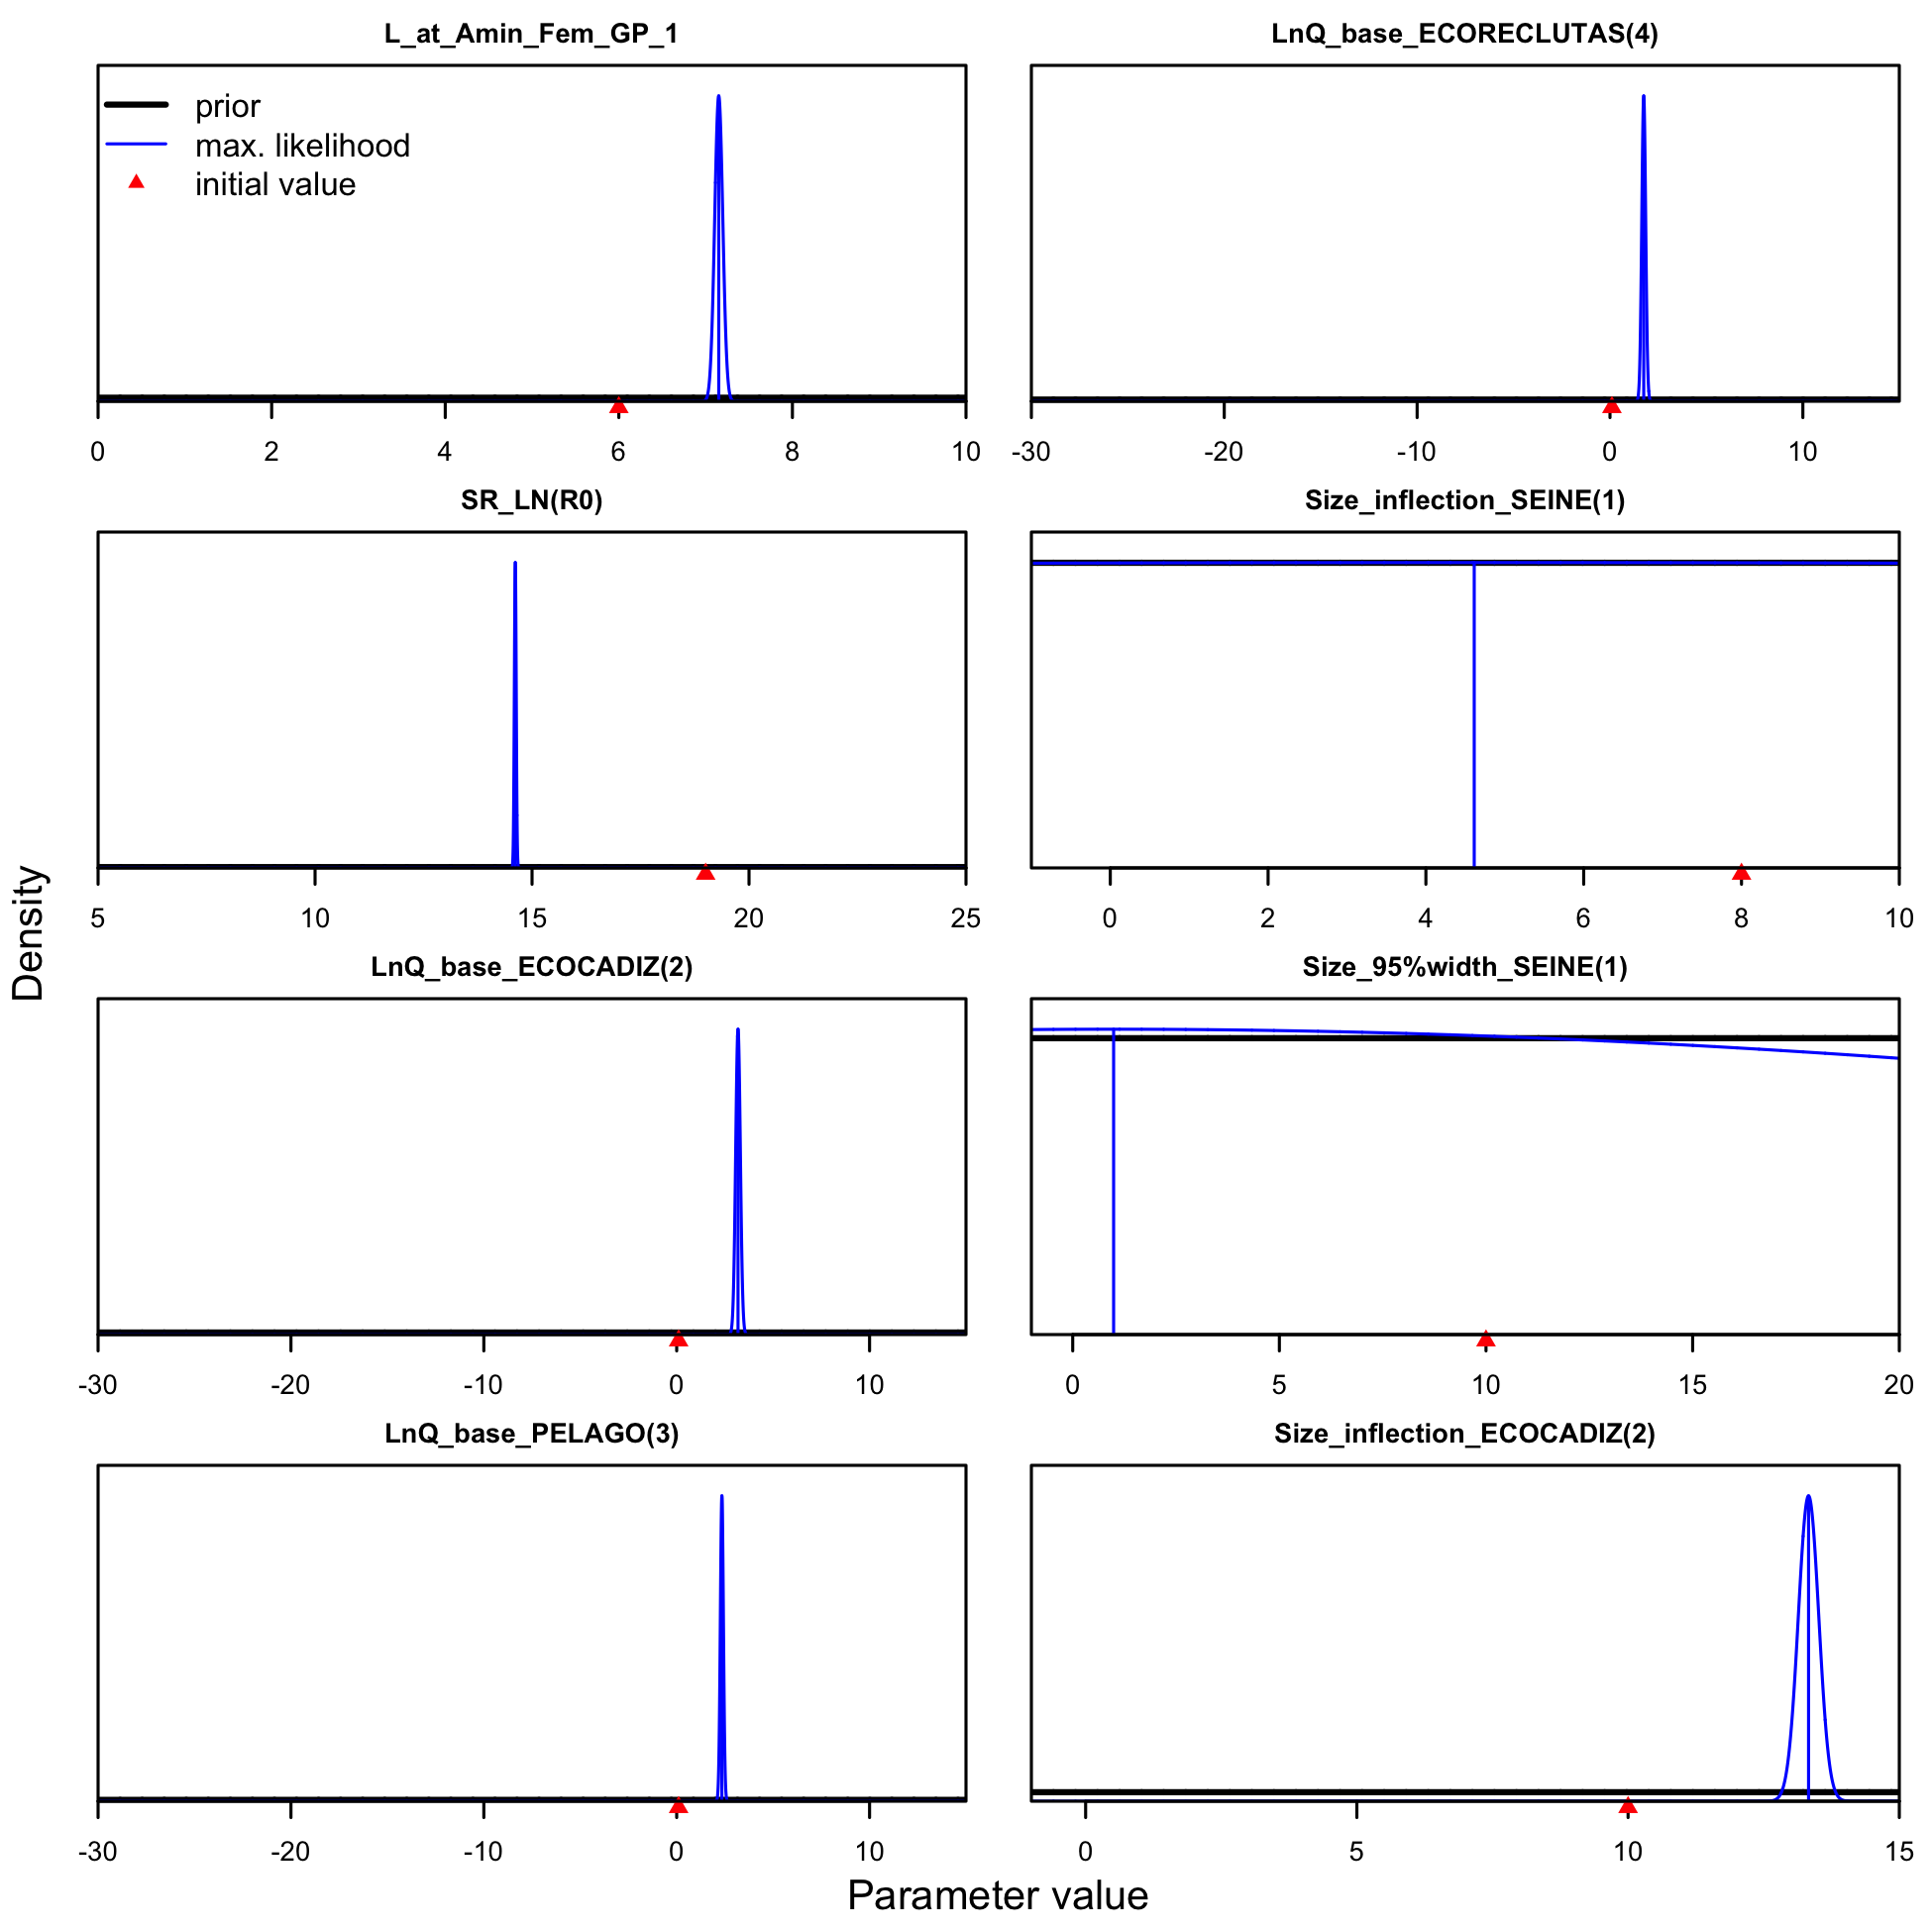 L_at_Amin_Fem_GP_1
prior
max. likelihood
initial value
0 2 4 6 8 10
LnQ_base_ECORECLUTAS(4)
-30 -20 -10 0 10
SR_LN(R0)
5 10 15 20 25
Size_inflection_SEINE(1)
0 2 4 6 8 10
LnQ_base_ECOCADIZ(2)
-30 -20 -10 0 10
Size_95%width_SEINE(1)
0 5 10 15 20
LnQ_base_PELAGO(3)
-30 -20 -10 0 10
Size_inflection_ECOCADIZ(2)
0 5 10 15
Density
Parameter value